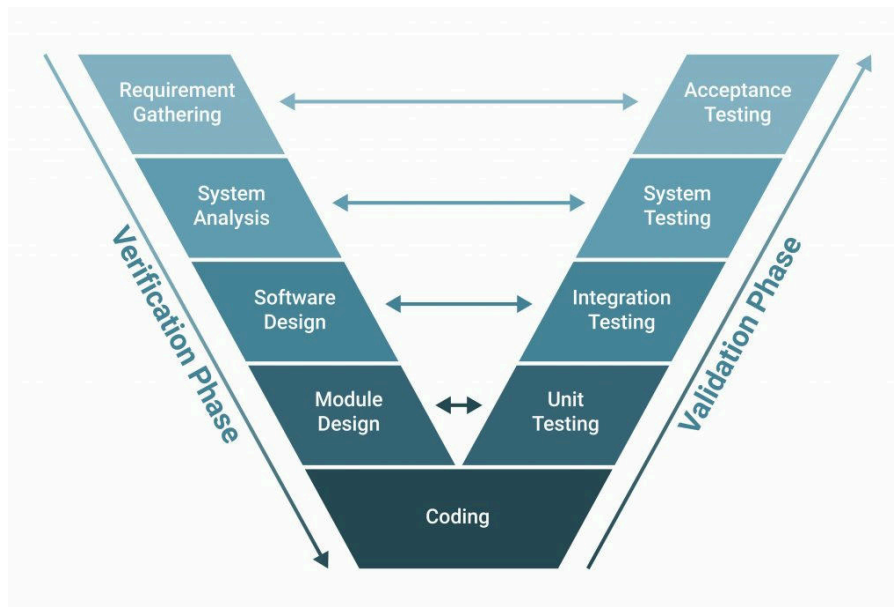 Requirement
Gathering
Acceptance
Testing
System
Analysis
System
Testing
Software
Design
Integration
Testing
Module
Design
Unit
Testing
Coding
Verification Phase
Validation Phase